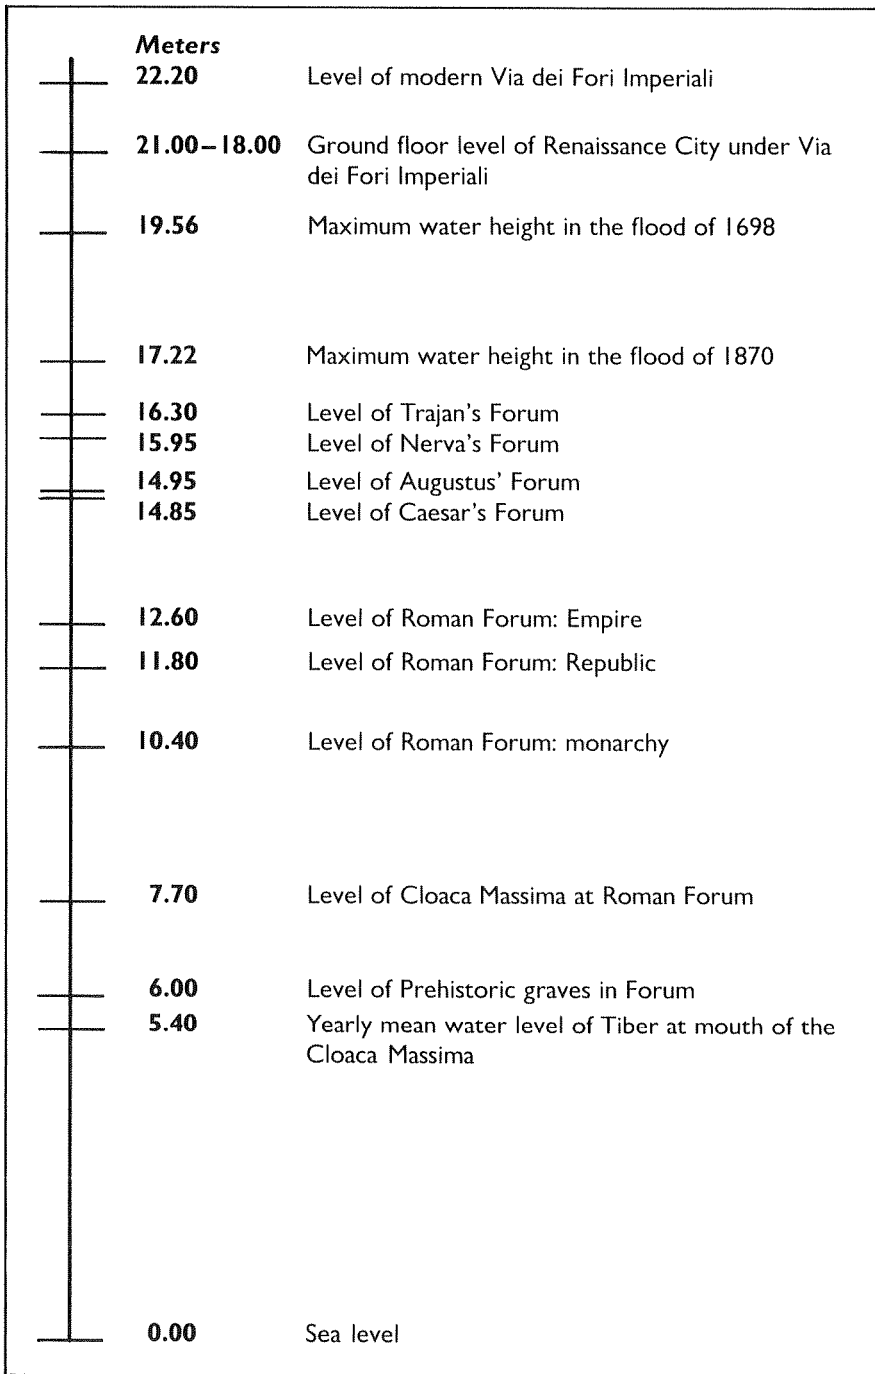 Meters
22.20 Level of modern Via dei Fori Imperiali
21.00–18.00 Ground floor level of Renaissance City under Via
dei Fori Imperiali
19.56 Maximum water height in the flood of 1698
17.22 Maximum water height in the flood of 1870
16.30 Level of Trajan's Forum
15.95 Level of Nerva's Forum
14.95 Level of Augustus' Forum
14.85 Level of Caesar's Forum
12.60 Level of Roman Forum: Empire
11.80 Level of Roman Forum: Republic
10.40 Level of Roman Forum: monarchy
7.70 Level of Cloaca Massima at Roman Forum
6.00 Level of Prehistoric graves in Forum
5.40 Yearly mean water level of Tiber at mouth of the
Cloaca Massima
0.00 Sea level